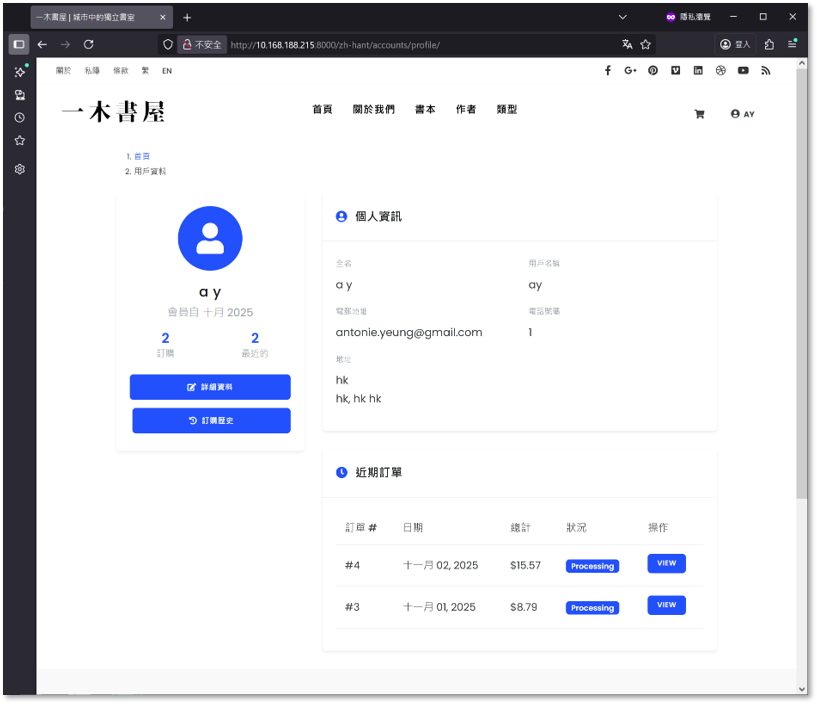 一木書屋 | 城市中的獨立書室
隱私瀏覽
不安全 http://10.168.188.215:8000/zh-hant/accounts/profile/
登入
關於 私隱 條款 繁 EN
一木書屋
首頁 關於我們 書本 作者 類型
AY
1. 首頁
2. 用戶資料
a y
會員自 十月 2025
2 2
訂購 最近的
詳細資料
訂購歷史
個人資訊
全名 用戶名稱
a y ay
電郵地址 電話號碼
antonie.yeung@gmail.com 1
地址
hk
hk, hk hk
近期訂單
訂單 # 日期 總計 狀況 操作
#4 十一月 02, 2025 $15.57 Processing VIEW
#3 十一月 01, 2025 $8.79 Processing VIEW